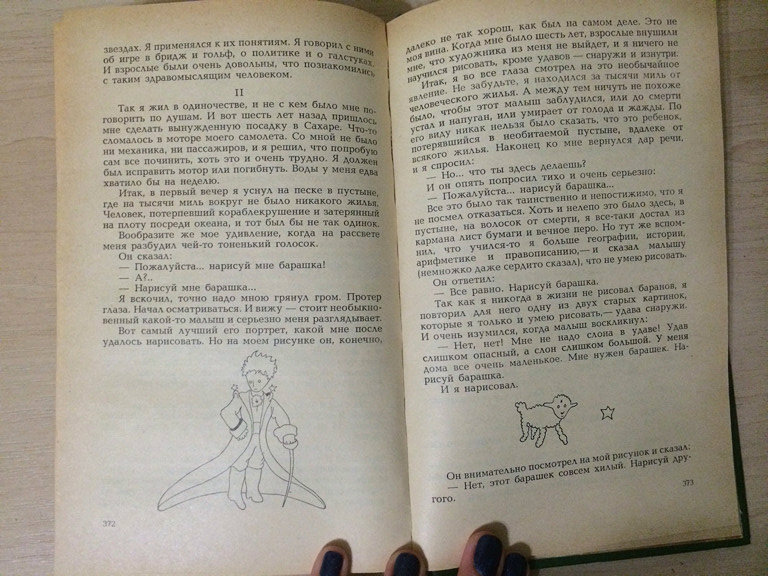 звездах. Я применялся к их понятиям. Я говорил с ними
об игре в бридж и гольф, о политике и о галстуках.
И взрослые были очень довольны, что познакомились
с таким здравомыслящим человеком.
II
Так я жил в одиночестве, и не с кем было мне по-
говорить по душам. И вот шесть лет назад пришлось
мне сделать вынужденную посадку в Сахаре. Что-то
сломалось в моторе моего самолета. Со мной не было
ни механика, ни пассажиров, и я решил, что попробую
сам все починить, хоть это и очень трудно. Я должен
был исправить мотор или погибнуть. Воды у меня едва
хватило бы на неделю.
Итак, в первый вечер я уснул на песке в пустыне,
где на тысячи миль вокруг не было никакого жилья.
Человек, потерпевший кораблекрушение и затерянный
на плоту посреди океана, и тот был бы не так одинок.
Вообразите же мое удивление, когда на рассвете
меня разбудил чей-то тоненький голосок.
Он сказал:
— Пожалуйста... нарисуй мне барашка!
— А?..
— Нарисуй мне барашка...
Я вскочил, точно надо мною грянул гром. Протер
глаза. Начал осматриваться. И вижу — стоит необыкно-
венный какой-то малыш и серьезно меня разглядывает.
Вот самый лучший его портрет, какой мне после
удалось нарисовать. Но на моем рисунке он, конечно,
372
далеко не так хорош, как был на самом деле. Это не
моя вина. Когда мне было шесть лет, взрослые внушили
мне, что художника из меня не выйдет, и я ничего не
научился рисовать, кроме удавов — снаружи и изнутри.
Итак, я во все глаза смотрел на это необычайное
явление. Не забудьте, я находился за тысячи миль от
человеческого жилья. А между тем ничуть не похоже
было, чтобы этот малыш заблудился, или до смерти
устал и напуган, или умирает от голода и жажды. По
его виду никак нельзя было сказать, что это ребенок,
потерявшийся в необитаемой пустыне, вдалеке от
всякого жилья. Наконец ко мне вернулся дар речи,
и я спросил:
— Но... что ты здесь делаешь?
И он опять попросил тихо и очень серьезно:
— Пожалуйста... нарисуй барашка...
Все это было так таинственно и непостижимо, что я
не посмел отказаться. Хоть и нелепо это было здесь, в
пустыне, на волосок от смерти, я все-таки достал из
кармана лист бумаги и вечное перо. Но тут же вспом-
нил, что учился-то я больше географии, истории,
арифметике и правописанию,— и сказал малышу
(немножко даже сердито сказал), что не умею рисовать.
Он ответил:
— Все равно. Нарисуй барашка.
Так как я никогда в жизни не рисовал баранов, я
повторил для него одну из двух старых картинок,
которые я только и умею рисовать,— удава снаружи.
И очень изумился, когда малыш воскликнул:
— Нет, нет! Мне не надо слона в удаве! Удав
слишком опасный, а слон слишком большой. У меня
дома все очень маленькое. Мне нужен барашек. На-
рисуй барашка.
И я нарисовал.
Он внимательно посмотрел на мой рисунок и сказал:
— Нет, этот барашек совсем хилый. Нарисуй дру-
гого.
373